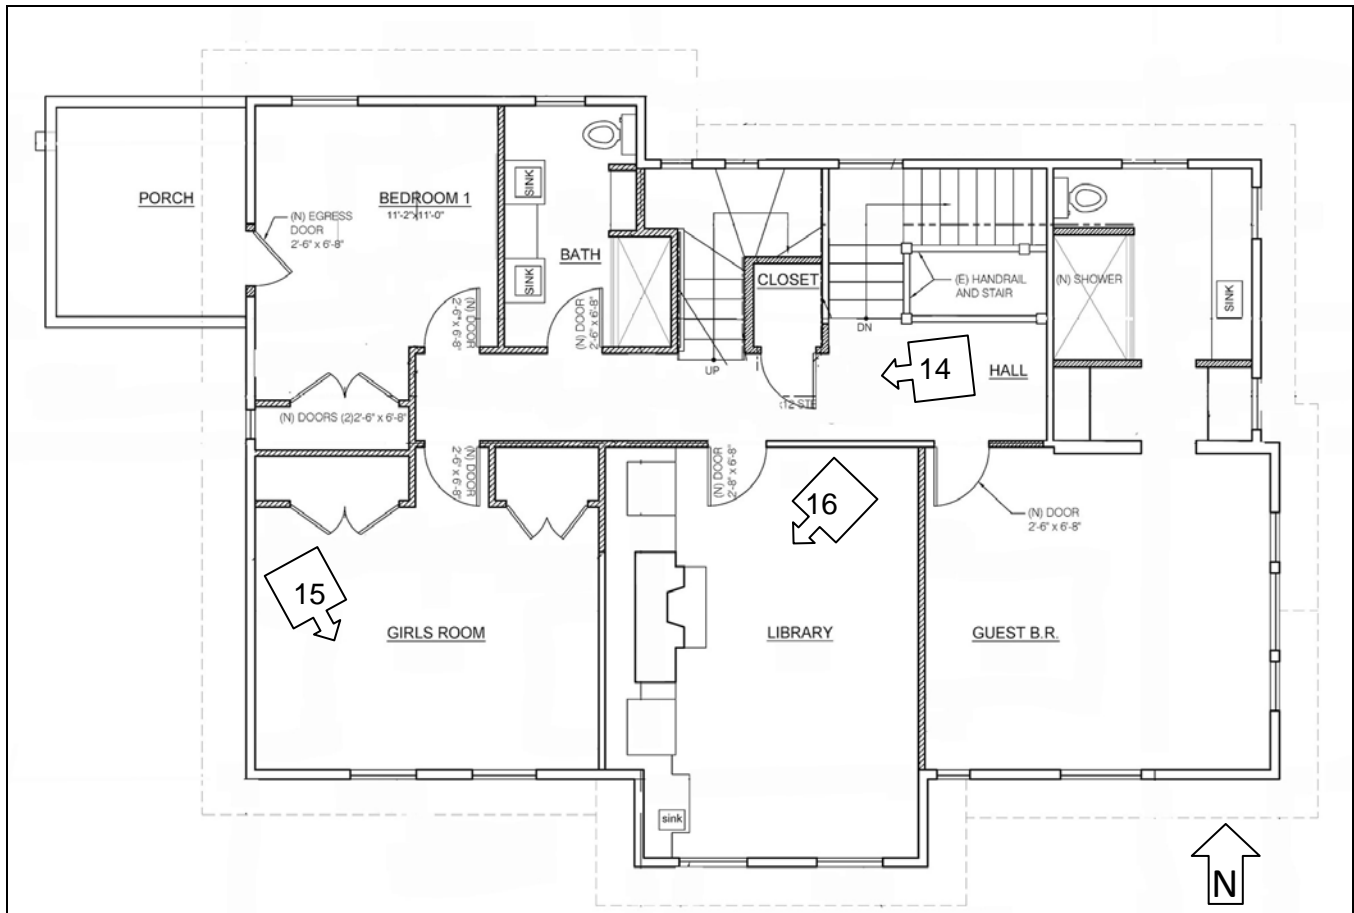 PORCH
(N) EGRESS
DOOR
2'-6" x 6'-8"
BEDROOM 1
11'-2"x11'-0"
SINK
SINK
BATH
(N) DOOR
2'-6" x 6'-8"
(N) DOOR
2'-6" x 6'-8"
UP
CLOSET
DN
(E) HANDRAIL
AND STAIR
(N) SHOWER
SINK
14
HALL
(N) DOORS (2)2'-6" x 6'-8"
(N) DOOR
2'-6" x 6'-8"
(N) DOOR
2'-8" x 6'-8"
16
(N) DOOR
2'-6" x 6'-8"
15
GIRLS ROOM
LIBRARY
GUEST B.R.
sink
N